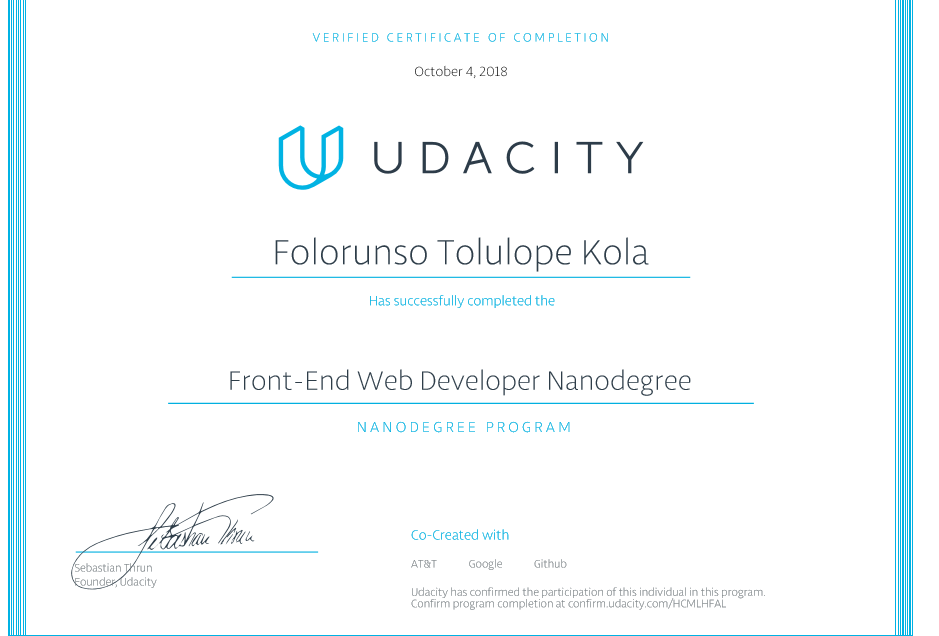 VERIFIED CERTIFICATE OF COMPLETION
October 4, 2018
UDACITY
Folorunso Tolulope Kola
Has successfully completed the
Front-End Web Developer Nanodegree
NANODEGREE PROGRAM
Sebastian Thrun
Sebastian Thrun
Founder, Udacity
Co-Created with
AT&T Google Github
Udacity has confirmed the participation of this individual in this program.
Confirm program completion at confirm.udacity.com/HCMLHFAL